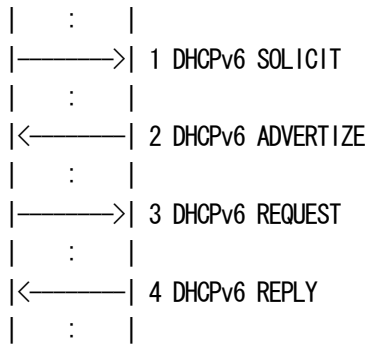 |    :    |
|-------->| 1 DHCPv6 SOLICIT
|    :    |
|<--------| 2 DHCPv6 ADVERTIZE
|    :    |
|-------->| 3 DHCPv6 REQUEST
|    :    |
|<--------| 4 DHCPv6 REPLY
|    :    |